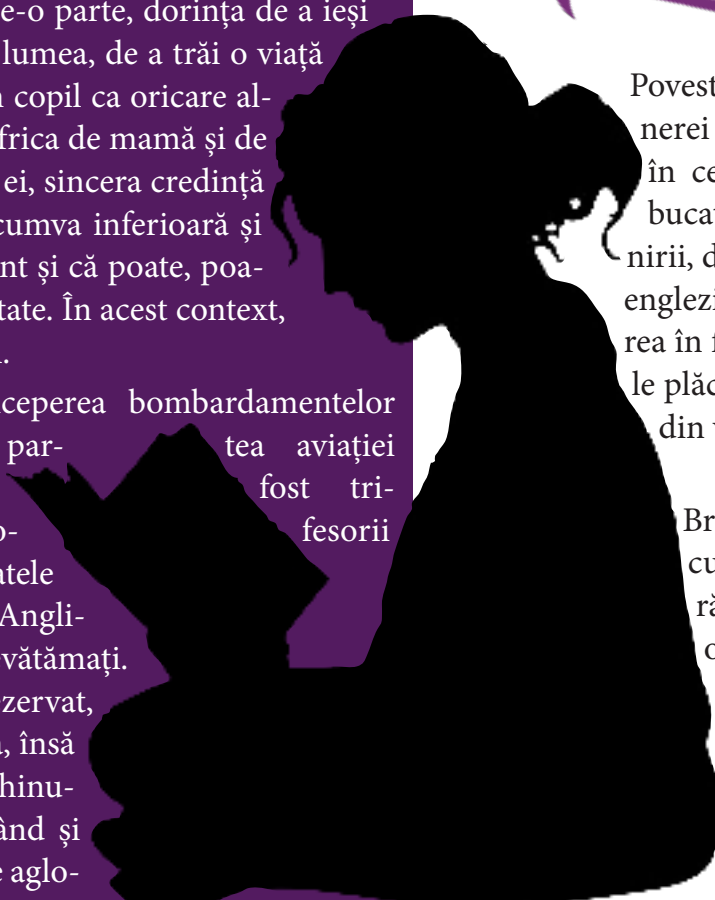 e-o parte, dorința de a ieși
lumea, de a trăi o viață
copil ca oricare al-
frica de mamă și de
ei, sincera credință
cumva inferioară și
nt și că poate, poa-
tate. În acest context,
nceperea bombardamentelor
par- tea aviației
fost tri-
o- fesorii
atele
Angli-
vătămați.
zervat,
, însă
hinu-
ând și
e aglo-
Povest
nerei
în ce
buca
nirii, d
englezi
rea în f
le plăc
din v
Br
cu
ră
o